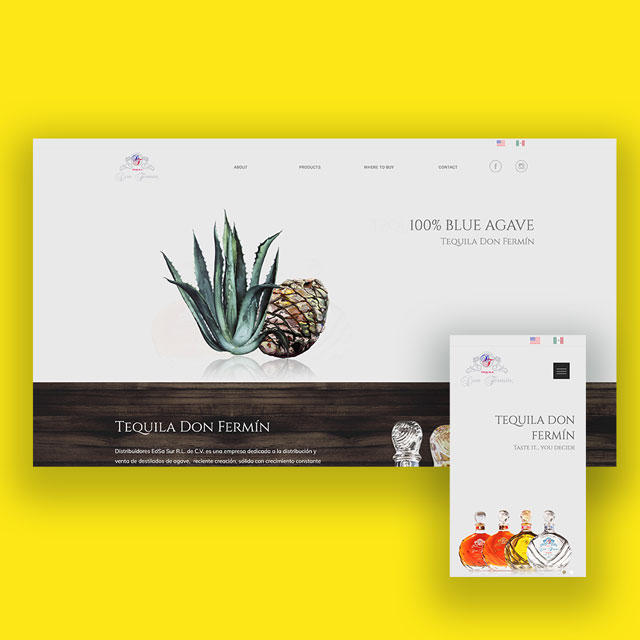 Don Fermín
TEQUILA
ABOUT
PRODUCTS
WHERE TO BUY
CONTACT
100% BLUE AGAVE
TEQUILA DON FERMÍN
TEQUILA DON FERMÍN
Distribuidores EdSa Sur R.L. de C.V. es una empresa dedicada a la distribución y
venta de destilados de agave, reciente creación, sólida con crecimiento constante
TEQUILA
Don Fermín
TEQUILA DON
FERMÍN
TASTE IT., YOU DECIDE